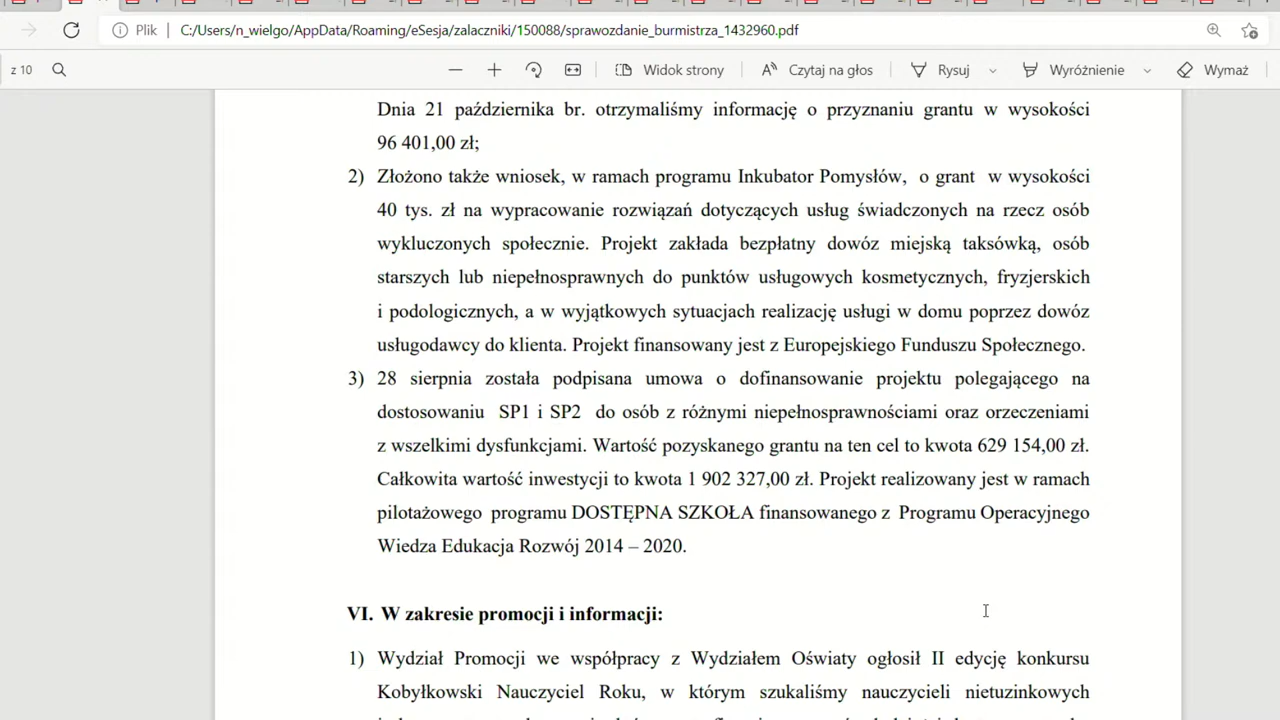 Plik
C:/Users/n_wielgo/AppData/Roaming/eSesja/zalaczniki/150088/sprawozdanie_burmistrza_1432960.pdf
z 10
Widok strony
Czytaj na głos
Rysuj
Wyróżnienie
Wymaż
Dnia 21 października br. otrzymaliśmy informację o przyznaniu grantu w wysokości
96 401,00 zł;
2) Złożono także wniosek, w ramach programu Inkubator Pomysłów, o grant w wysokości
40 tys. zł na wypracowanie rozwiązań dotyczących usług świadczonych na rzecz osób
wykluczonych społecznie. Projekt zakłada bezpłatny dowóz miejską taksówką, osób
starszych lub niepełnosprawnych do punktów usługowych kosmetycznych, fryzjerskich
i podologicznych, a w wyjątkowych sytuacjach realizację usługi w domu poprzez dowóz
usługodawcy do klienta. Projekt finansowany jest z Europejskiego Funduszu Społecznego.
3) 28 sierpnia została podpisana umowa o dofinansowanie projektu polegającego na
dostosowaniu SP1 i SP2 do osób z różnymi niepełnosprawnościami oraz orzeczeniami
z wszelkimi dysfunkcjami. Wartość pozyskanego grantu na ten cel to kwota 629 154,00 zł.
Całkowita wartość inwestycji to kwota 1 902 327,00 zł. Projekt realizowany jest w ramach
pilotażowego programu DOSTĘPNA SZKOŁA finansowanego z Programu Operacyjnego
Wiedza Edukacja Rozwój 2014 – 2020.
VI. W zakresie promocji i informacji:
1) Wydział Promocji we współpracy z Wydziałem Oświaty ogłosił II edycję konkursu
Kobyłkowski Nauczyciel Roku, w którym szukaliśmy nauczycieli nietuzinkowych